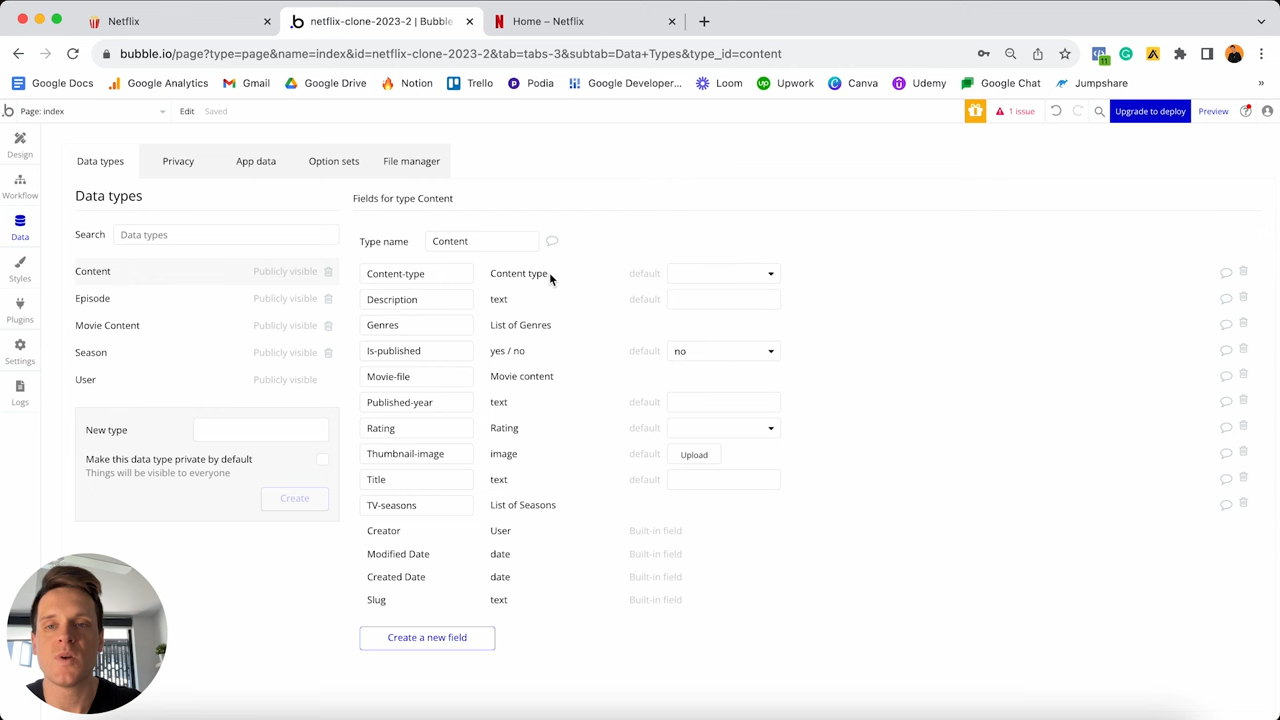 Netflix
netflix-clone-2023-2 | Bubble
Home – Netflix
bubble.io/page?type=page&name=index&id=netflix-clone-2023-2&tab=tabs-3&subtab=Data+Types&type_id=content
11
Google Docs
Google Analytics
Gmail
Google Drive
Notion
Trello
Podia
Google Developer...
Loom
Upwork
Canva
Udemy
Google Chat
Jumpshare
»
Page: index
Edit
Saved
1 issue
Upgrade to deploy
Preview
Design
Workflow
Data
Styles
Plugins
Settings
Logs
Data types
Privacy
App data
Option sets
File manager
Data types
Search
Data types
Content
Publicly visible
Episode
Publicly visible
Movie Content
Publicly visible
Season
Publicly visible
User
Publicly visible
New type
Make this data type private by default
Things will be visible to everyone
Create
Fields for type Content
Type name
Content
Content-type
Content type
default
Description
text
default
Genres
List of Genres
Is-published
yes / no
default
no
Movie-file
Movie content
Published-year
text
default
Rating
Rating
default
Thumbnail-image
image
default
Upload
Title
text
default
TV-seasons
List of Seasons
Creator
User
Built-in field
Modified Date
date
Built-in field
Created Date
date
Built-in field
Slug
text
Built-in field
Create a new field